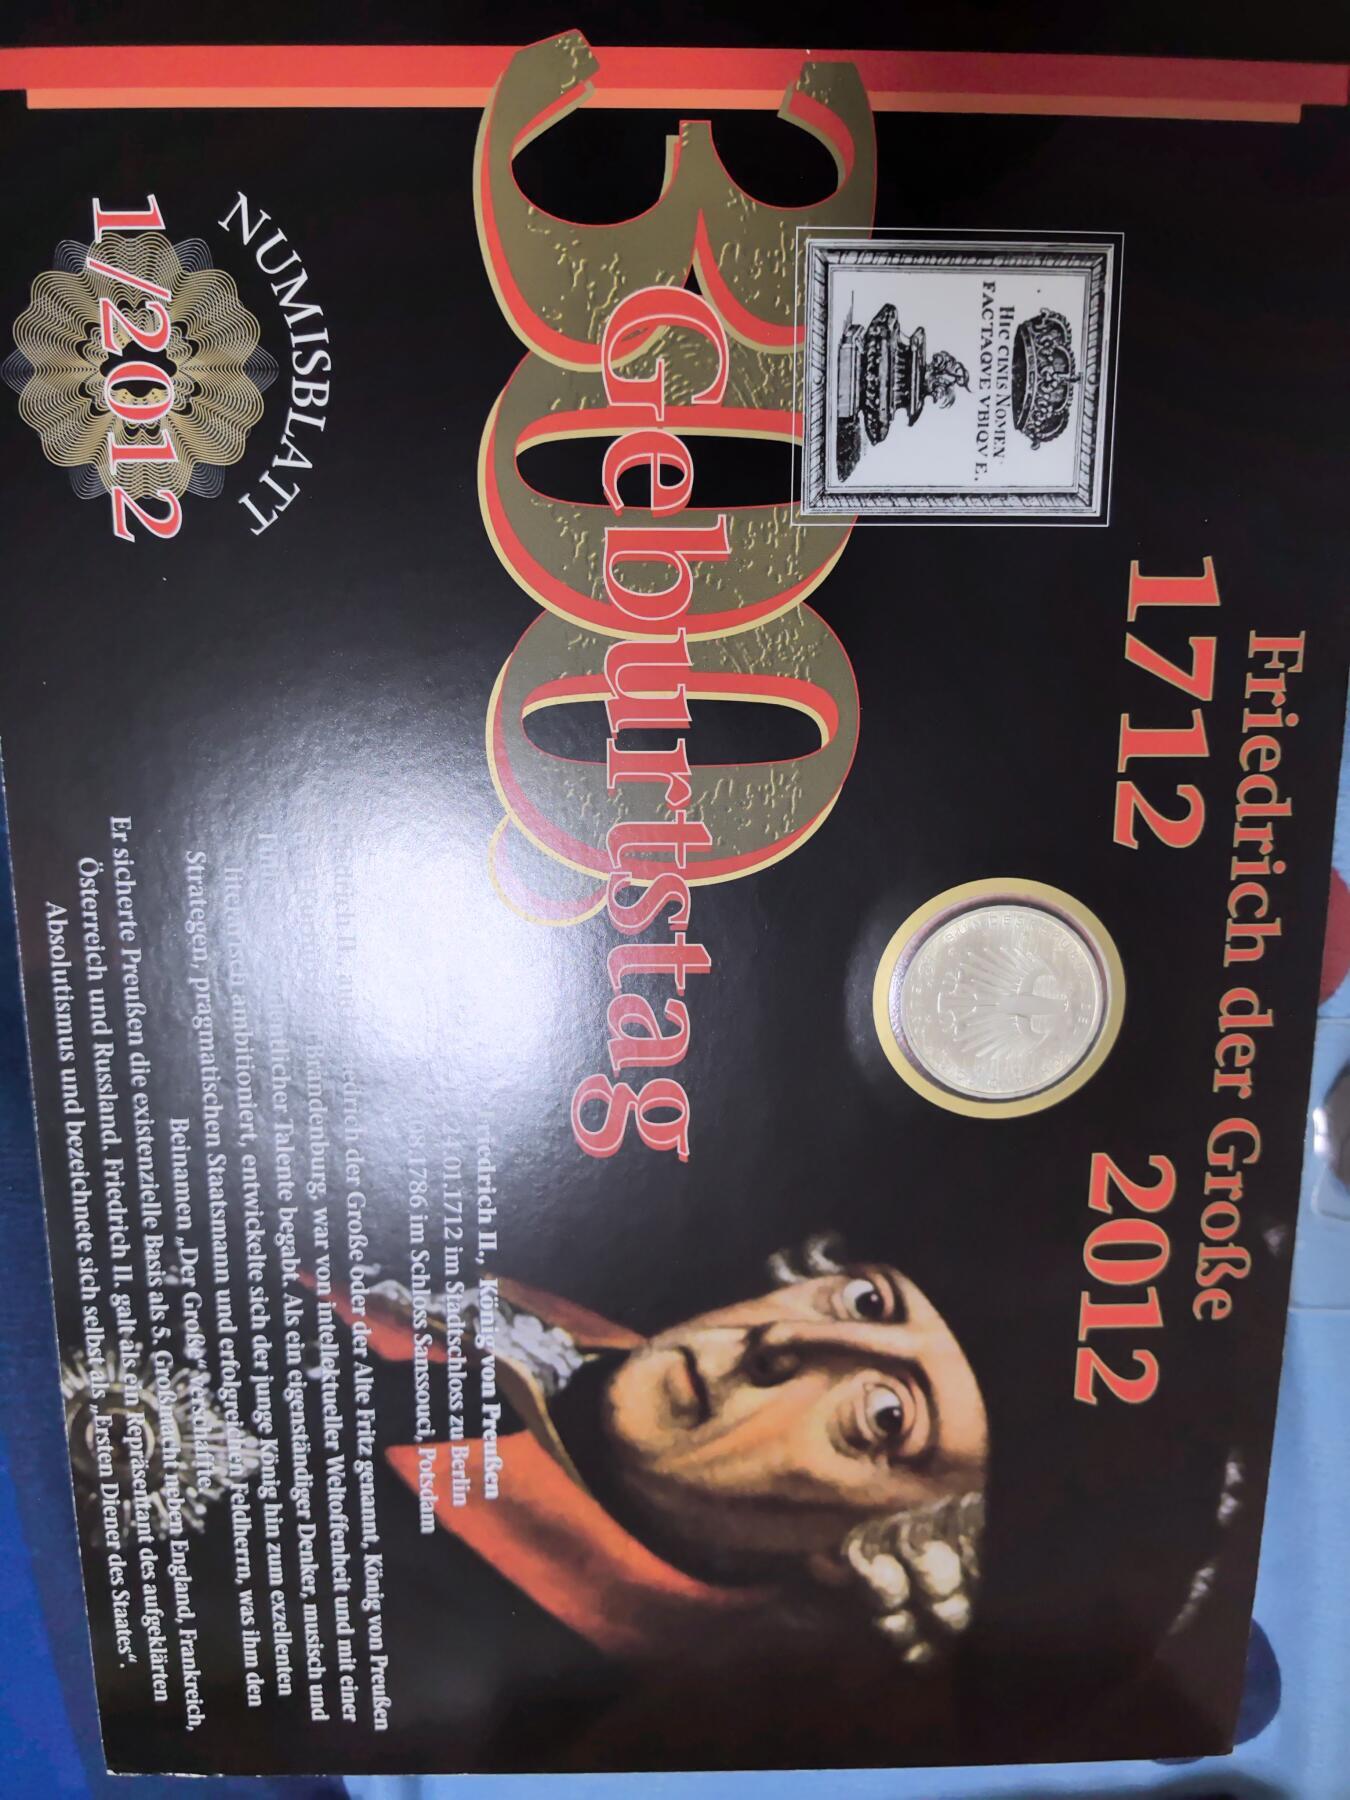 Friedrich der Große
1712
2012
HIC CINIS NOMEN
FACTAQVE VBIQVE.
300
Geburtstag
NUMISBLATT
1/2012
BUNDESREPU
Friedrich II., König von Preußen
01.1712 im Stadtschloss zu Berlin
1786 im Schloss Sanssouci, Potsdam
Friedrich der Große oder der Alte Fritz genannt, König von Preußen
Brandenburg, war von intellektueller Weltoffenheit und mit einer
Talente begabt. Als ein eigenständiger Denker, musisch und
literarisch ambitioniert, entwickelte sich der junge König hin zum exzellenten
Strategen, pragmatischen Staatsmann und erfolgreichen Feldherrn, was ihm den
Beinamen „Der Große“ verschaffte.
Er sicherte Preußen die existenzielle Basis als 5. Großmacht neben England, Frankreich,
Österreich und Russland. Friedrich II. galt als ein Repräsentant des aufgeklärten
Absolutismus und bezeichnete sich selbst als „Ersten Diener des Staates“.